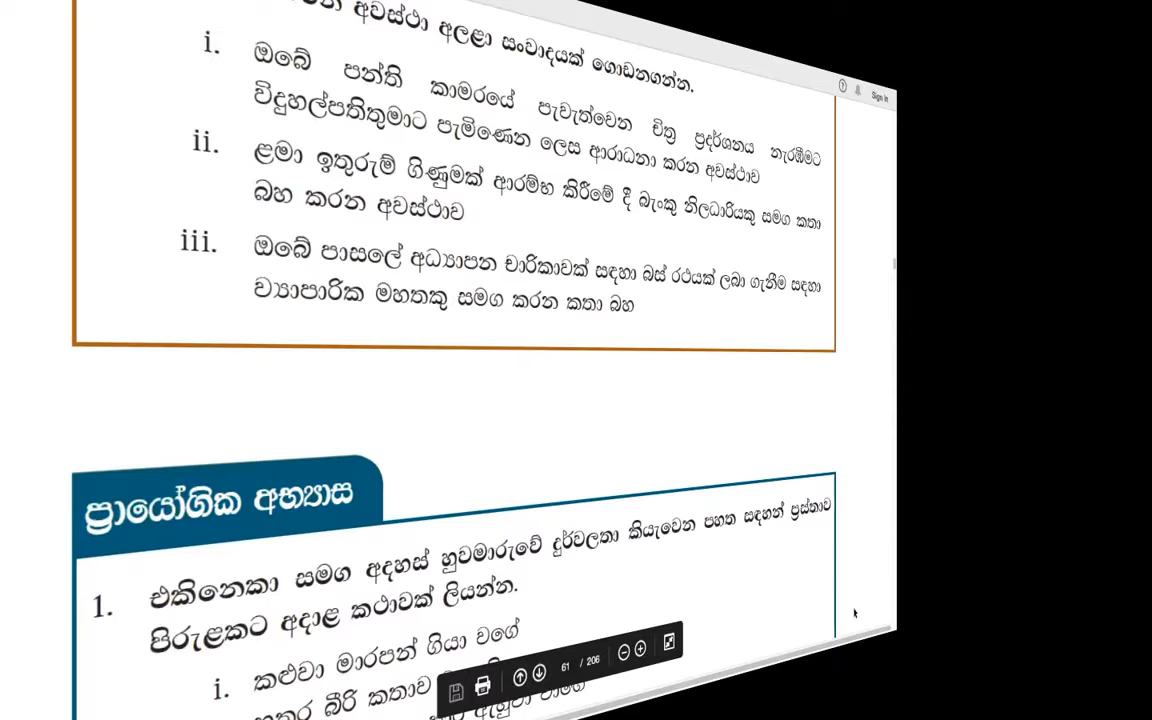 අවස්ථා අලළා සංවාදයක් ගොඩනගන්න.
Sign In
i. ඔබේ පන්ති කාමරයේ පැවැත්වෙන චිත්‍ර ප්‍රදර්ශනය නැරඹීමට
විදුහල්පතිතුමාට පැමිණෙන ලෙස ආරාධනා කරන අවස්ථාව
ii. ළමා ඉතුරුම් ගිණුමක් ආරම්භ කිරීමේ දී බැංකු නිලධාරියකු සමග කතා
බහ කරන අවස්ථාව
iii. ඔබේ පාසලේ අධ්‍යාපන චාරිකාවක් සඳහා බස් රථයක් ලබා ගැනීම සඳහා
ව්‍යාපාරික මහතකු සමග කරන කතා බහ
ප්‍රායෝගික අභ්‍යාස
1. එකිනෙකා සමග අදහස් හුවමාරුවේ දුර්වලතා කියැවෙන පහත සඳහන් ප්‍රස්තාව
පිරුළකට අදාළ කථාවක් ලියන්න.
i. කළුවා මාරපන් ගියා වගේ
බීරි කතාව
61 / 206